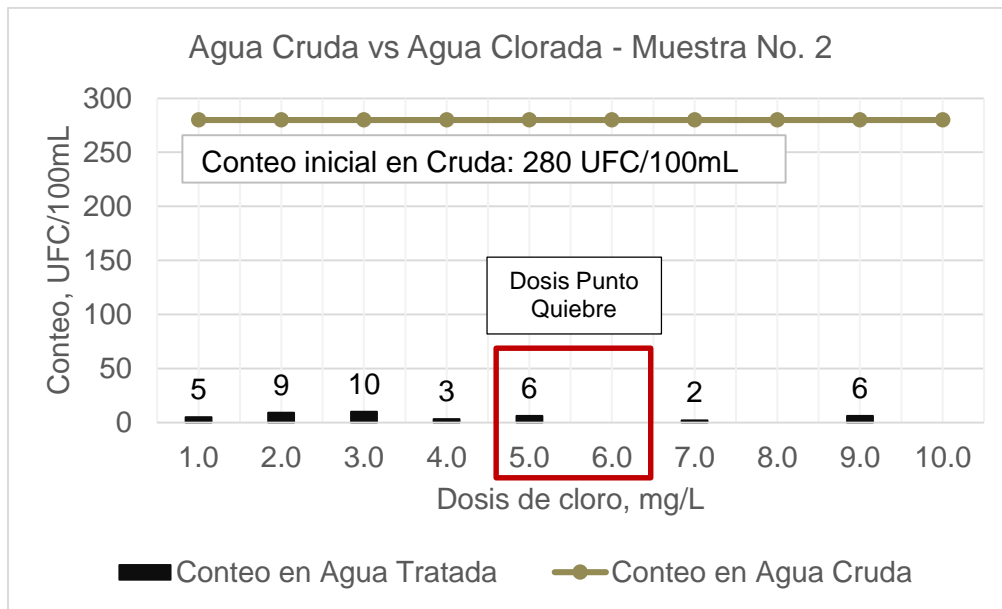 Agua Cruda vs Agua Clorada - Muestra No. 2
Conteo, UFC/100mL
300
250
200
150
100
50
0
Conteo inicial en Cruda: 280 UFC/100mL
Dosis Punto
Quiebre
5 9 10 3 6 2 6
1.0 2.0 3.0 4.0 5.0 6.0 7.0 8.0 9.0 10.0
Dosis de cloro, mg/L
Conteo en Agua Tratada Conteo en Agua Cruda